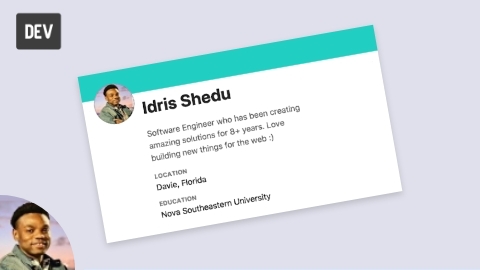 DEV
Idris Shedu
Software Engineer who has been creating
amazing solutions for 8+ years. Love
building new things for the web :)
LOCATION
Davie, Florida
EDUCATION
Nova Southeastern University